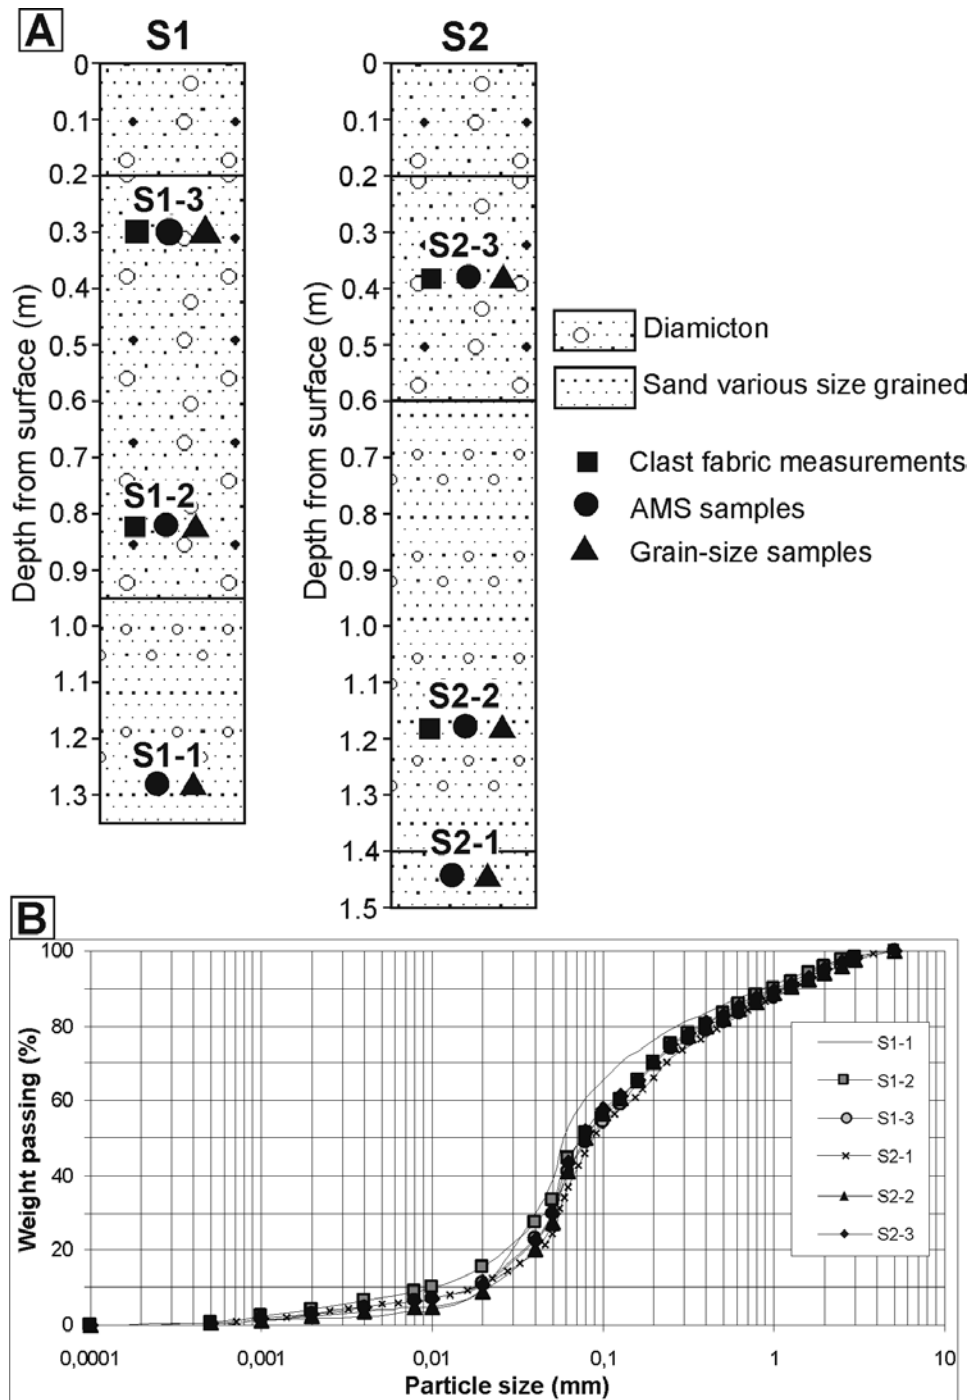 A
S1
S2
Depth from surface (m)
0
0.1
0.2
0.3
0.4
0.5
0.6
0.7
0.8
0.9
1.0
1.1
1.2
1.3
S1-3
S1-2
S1-1
Depth from surface (m)
0
0.1
0.2
0.3
0.4
0.5
0.6
0.7
0.8
0.9
1.0
1.1
1.2
1.3
1.4
1.5
S2-3
S2-2
S2-1
Diamicton
Sand various size grained
Clast fabric measurements
AMS samples
Grain-size samples
B
Weight passing (%)
100
80
60
40
20
0
0,0001
0,001
0,01
0,1
1
10
Particle size (mm)
S1-1
S1-2
S1-3
S2-1
S2-2
S2-3